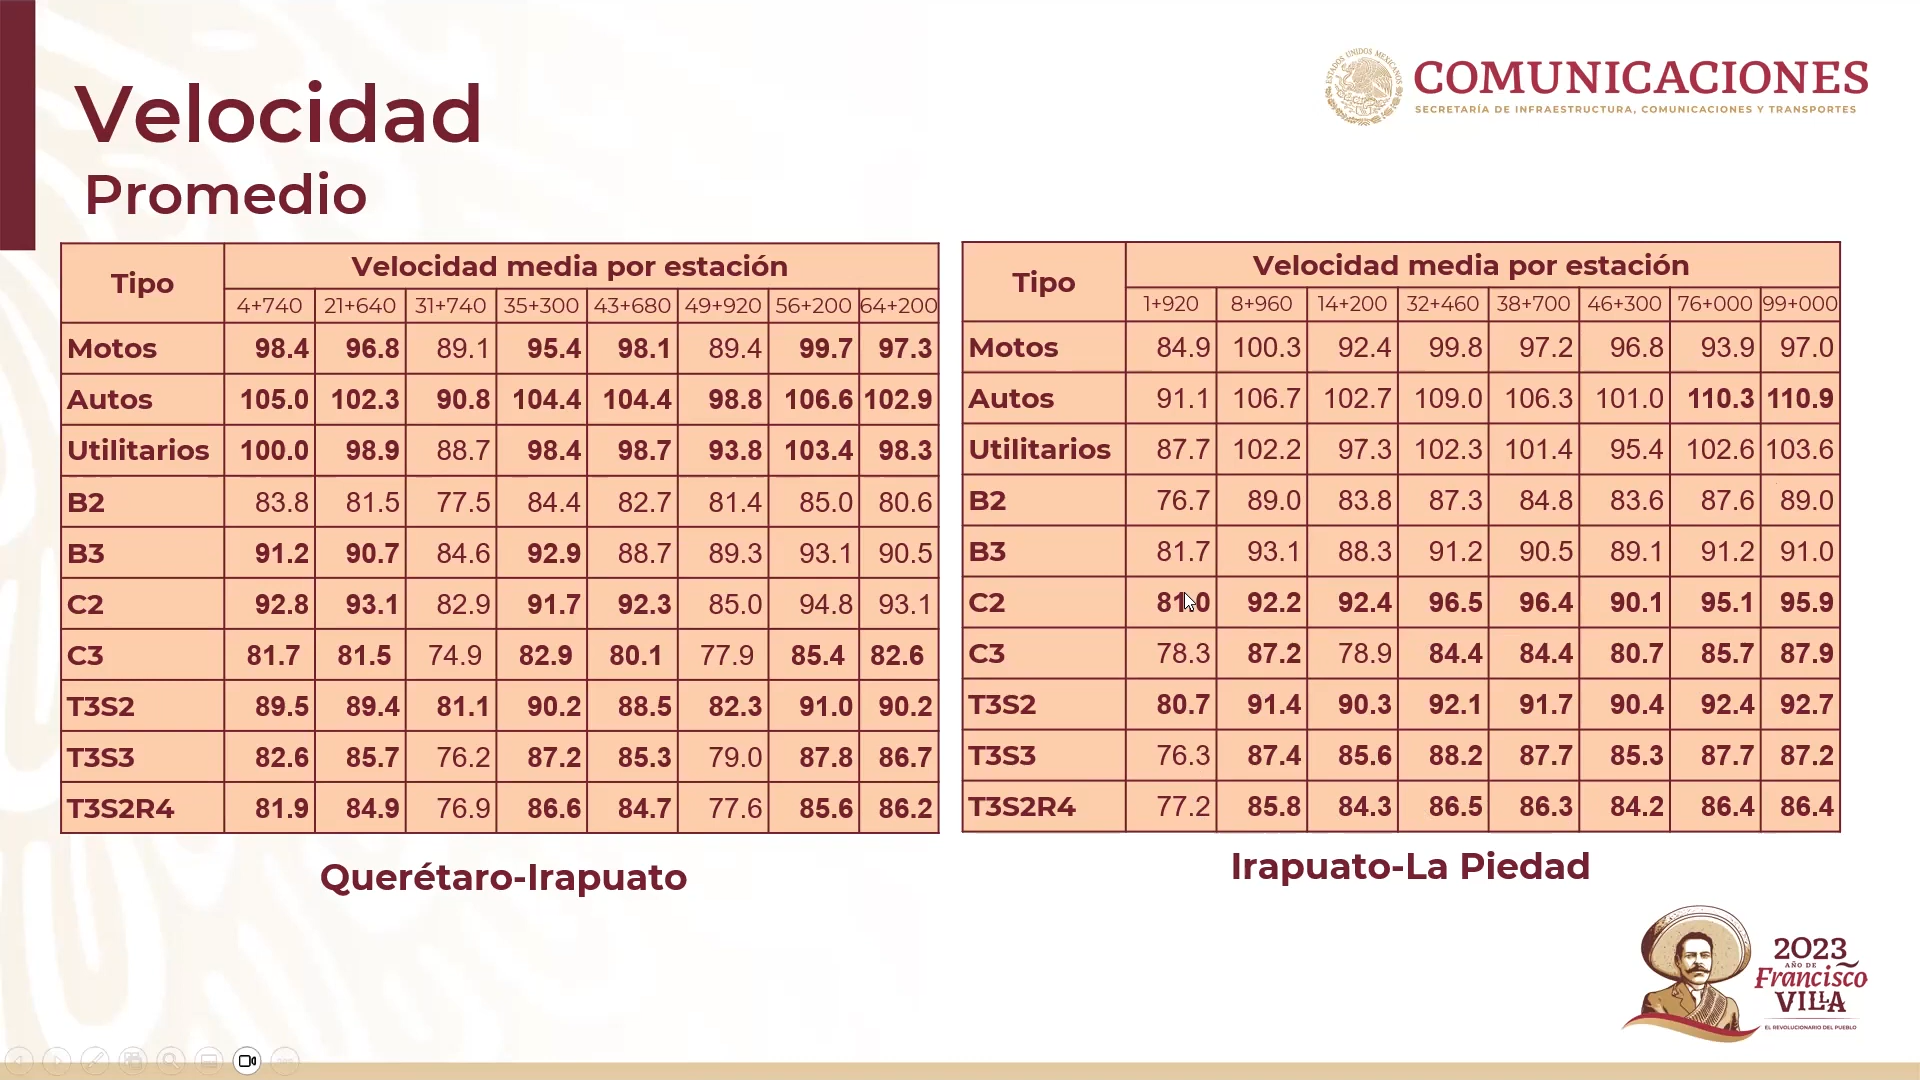 Velocidad
Promedio
COMUNICACIONES
SECRETARÍA DE INFRAESTRUCTURA, COMUNICACIONES Y TRANSPORTES
ESTADOS UNIDOS MEXICANOS
Tipo Velocidad media por estación
4+740 21+640 31+740 35+300 43+680 49+920 56+200 64+200
Motos 98.4 96.8 89.1 95.4 98.1 89.4 99.7 97.3
Autos 105.0 102.3 90.8 104.4 104.4 98.8 106.6 102.9
Utilitarios 100.0 98.9 88.7 98.4 98.7 93.8 103.4 98.3
B2 83.8 81.5 77.5 84.4 82.7 81.4 85.0 80.6
B3 91.2 90.7 84.6 92.9 88.7 89.3 93.1 90.5
C2 92.8 93.1 82.9 91.7 92.3 85.0 94.8 93.1
C3 81.7 81.5 74.9 82.9 80.1 77.9 85.4 82.6
T3S2 89.5 89.4 81.1 90.2 88.5 82.3 91.0 90.2
T3S3 82.6 85.7 76.2 87.2 85.3 79.0 87.8 86.7
T3S2R4 81.9 84.9 76.9 86.6 84.7 77.6 85.6 86.2
Querétaro-Irapuato
Tipo Velocidad media por estación
1+920 8+960 14+200 32+460 38+700 46+300 76+000 99+000
Motos 84.9 100.3 92.4 99.8 97.2 96.8 93.9 97.0
Autos 91.1 106.7 102.7 109.0 106.3 101.0 110.3 110.9
Utilitarios 87.7 102.2 97.3 102.3 101.4 95.4 102.6 103.6
B2 76.7 89.0 83.8 87.3 84.8 83.6 87.6 89.0
B3 81.7 93.1 88.3 91.2 90.5 89.1 91.2 91.0
C2 81.0 92.2 92.4 96.5 96.4 90.1 95.1 95.9
C3 78.3 87.2 78.9 84.4 84.4 80.7 85.7 87.9
T3S2 80.7 91.4 90.3 92.1 91.7 90.4 92.4 92.7
T3S3 76.3 87.4 85.6 88.2 87.7 85.3 87.7 87.2
T3S2R4 77.2 85.8 84.3 86.5 86.3 84.2 86.4 86.4
Irapuato-La Piedad
2023
AÑO DE
Francisco
VILLA
EL REVOLUCIONARIO DEL PUEBLO